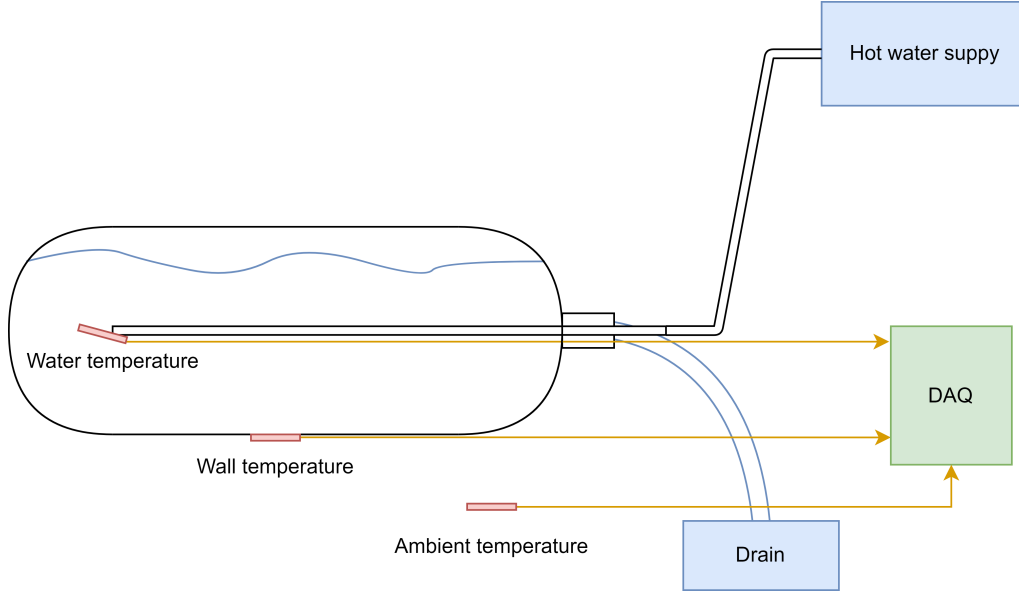 Hot water suppy
Water temperature
DAQ
Wall temperature
Ambient temperature
Drain